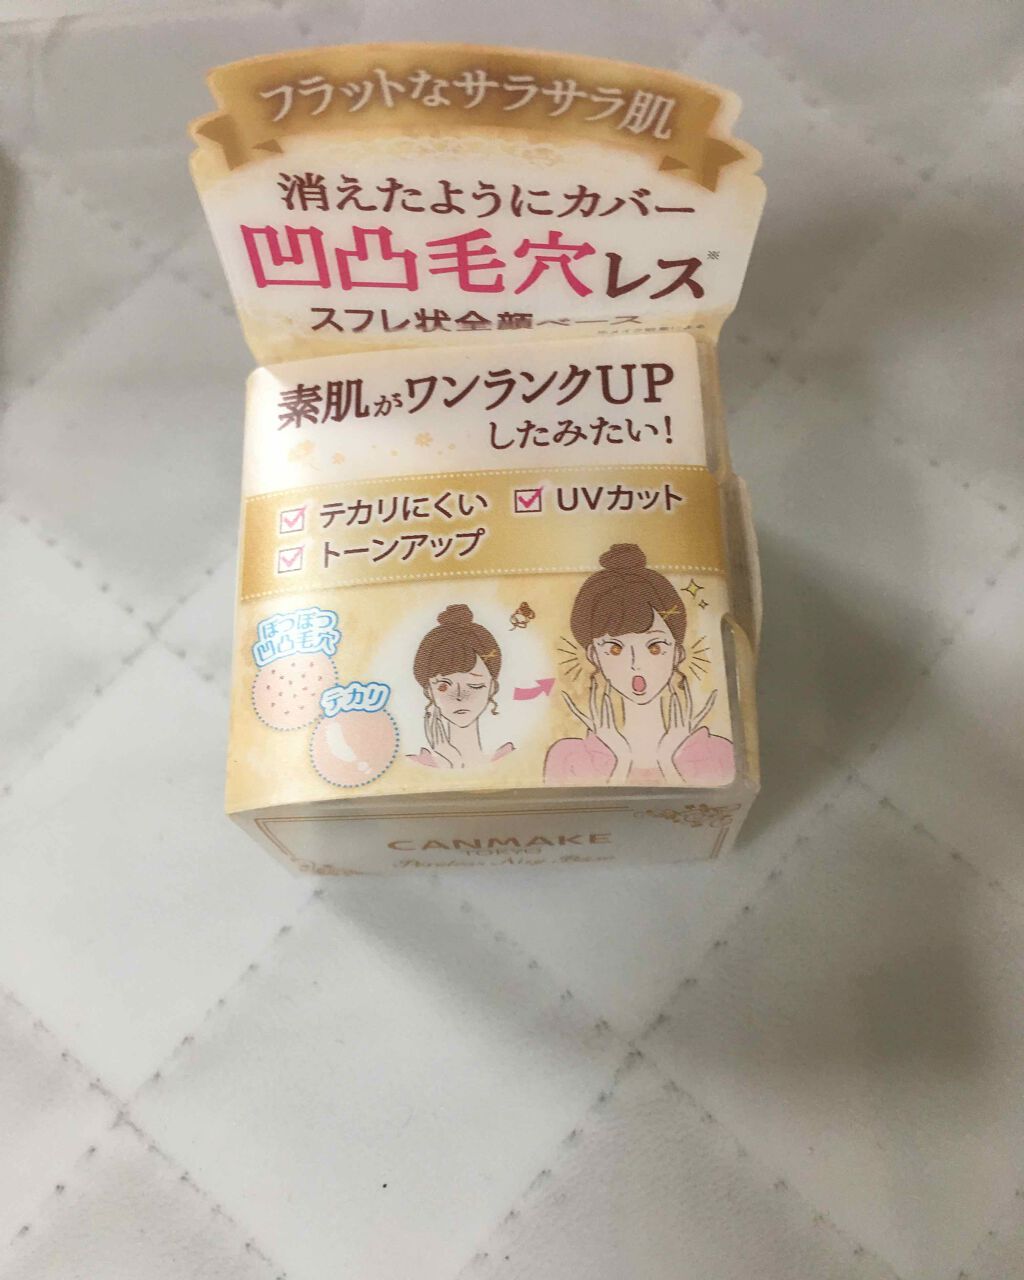 フラットなサラサラ肌
消えたようにカバー
凹凸毛穴レス※
スフレ状全顔ベース
素肌がワンランクUP
したみたい!
テカリにくい
UVカット
トーンアップ
ぽつぽつ
凹凸毛穴
テカリ
CANMAKE
TOKYO
Poreless Airy Base